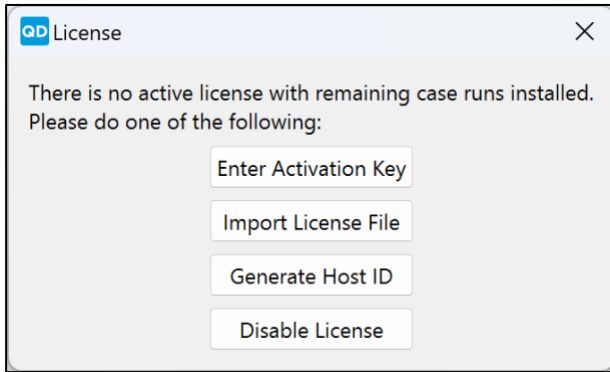 QD License
There is no active license with remaining case runs installed.
Please do one of the following:
Enter Activation Key
Import License File
Generate Host ID
Disable License